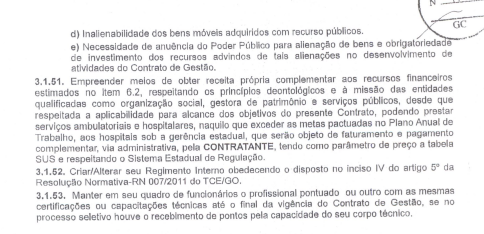 N
GC
d) Inalienabilidade dos bens móveis adquiridos com recurso públicos.
e) Necessidade de anuência do Poder Público para alienação de bens e obrigatoriedade
de investimento dos recursos advindos de tais alienações no desenvolvimento de
atividades do Contrato de Gestão.
3.1.51. Empreender meios de obter receita própria complementar aos recursos financeiros
estimados no item 6.2, respeitando os princípios deontológicos e à missão das entidades
qualificadas como organização social, gestora de patrimônio e serviços públicos, desde que
respeitada a aplicabilidade para alcance dos objetivos do presente Contrato, podendo prestar
serviços ambulatoriais e hospitalares, naquilo que exceder as metas pactuadas no Plano Anual de
Trabalho, aos hospitais sob a gerência estadual, que serão objeto de faturamento e pagamento
complementar, via administrativa, pela CONTRATANTE, tendo como parâmetro de preço a tabela
SUS e respeitando o Sistema Estadual de Regulação.
3.1.52. Criar/Alterar seu Regimento Interno obedecendo o disposto no inciso IV do artigo 5º da
Resolução Normativa-RN 007/2011 do TCE/GO.
3.1.53. Manter em seu quadro de funcionários o profissional pontuado ou outro com as mesmas
certificações ou capacitações técnicas até o final da vigência do Contrato de Gestão, se no
processo seletivo houve o recebimento de pontos pela capacidade do seu corpo técnico.